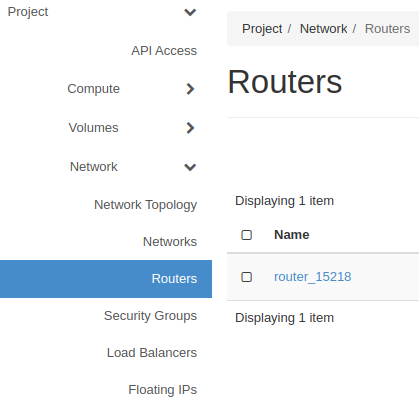 Project
API Access
Compute
Volumes
Network
Network Topology
Networks
Routers
Security Groups
Load Balancers
Floating IPs
Project / Network / Routers
Routers
Displaying 1 item
Name
router_15218
Displaying 1 item